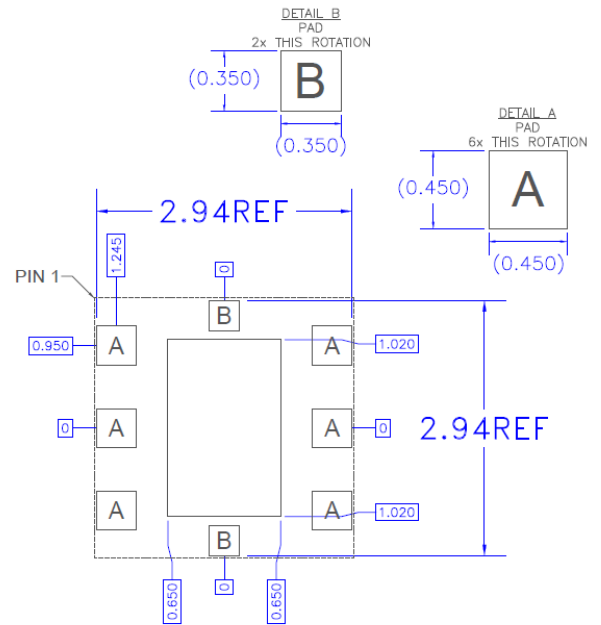 DETAIL B
PAD
2x THIS ROTATION
(0.350)
B
(0.350)
DETAIL A
PAD
6x THIS ROTATION
(0.450)
A
(0.450)
2.94REF
1.245
0
PIN 1
B
0.950
A
A
1.020
0
A
A
0
2.94REF
A
A
1.020
B
0.650
0
0.650